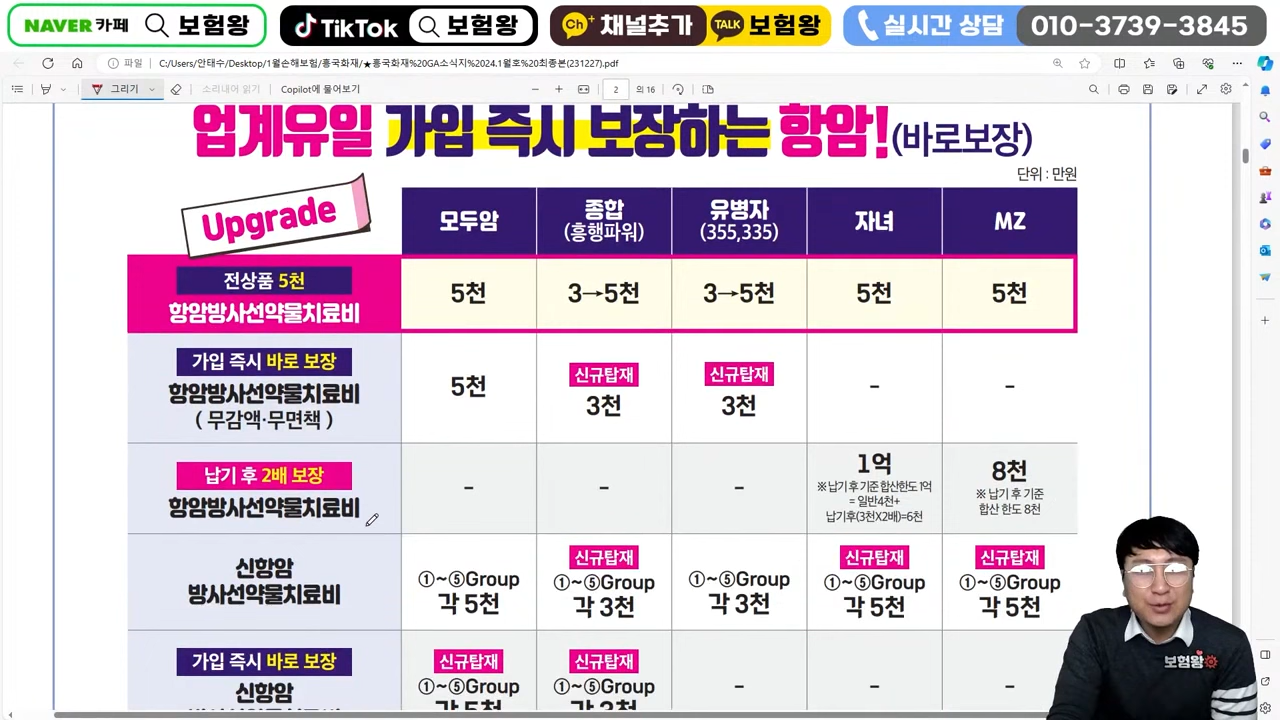 NAVER 카페 보험왕
TikTok 보험왕
Ch+ 채널추가 TALK 보험왕
실시간 상담 010-3739-3845
파일 C:/Users/안태수/Desktop/1월손해보험/흥국화재/★흥국화재%20GA소식지%2024.1월호%20최종본(231227).pdf
그리기 소리내어 읽기 Copilot에 물어보기 2 의 16
업계유일 가입 즉시 보장하는 항암!(바로보장)
단위 : 만원
Upgrade
모두암
종합
(흥행파워)
유병자
(355,335)
자녀
MZ
전상품 5천
항암방사선약물치료비
5천
3→5천
3→5천
5천
5천
가입 즉시 바로 보장
항암방사선약물치료비
( 무감액·무면책 )
5천
신규탑재
3천
신규탑재
3천
-
-
납기 후 2배 보장
항암방사선약물치료비
-
-
-
1억
※ 납기 후 기준 합산한도 1억
= 일반4천+
납기후(3천X2배)=6천
8천
※ 납기 후 기준
합산 한도 8천
신항암
방사선약물치료비
①~⑤Group
각 5천
신규탑재
①~⑤Group
각 3천
①~⑤Group
각 3천
신규탑재
①~⑤Group
각 5천
신규탑재
①~⑤Group
각 5천
가입 즉시 바로 보장
신항암
신규탑재
①~⑤Group
각 5천
신규탑재
①~⑤Group
각 3천
-
-
-
보험왕